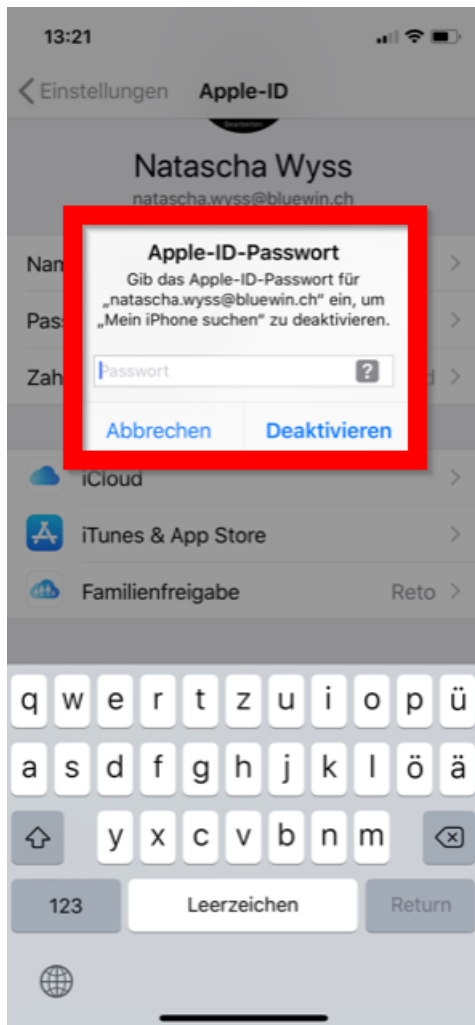 13:21
Einstellungen Apple-ID
Bearbeiten
Natascha Wyss
natascha.wyss@bluewin.ch
Apple-ID-Passwort
Gib das Apple-ID-Passwort für
„natascha.wyss@bluewin.ch“ ein, um
„Mein iPhone suchen“ zu deaktivieren.
Passwort ?
Abbrechen Deaktivieren
iCloud
iTunes & App Store
Familienfreigabe Reto
q w e r t z u i o p ü
a s d f g h j k l ö ä
y x c v b n m
123 Leerzeichen Return